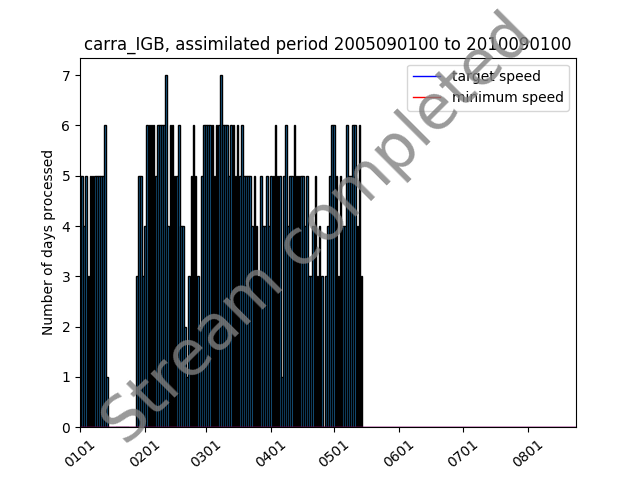 carra_IGB, assimilated period 2005090100 to 2010090100
target speed
minimum speed
Number of days processed
7
6
5
4
3
2
1
0
0101 0201 0301 0401 0501 0601 0701 0801
Stream completed